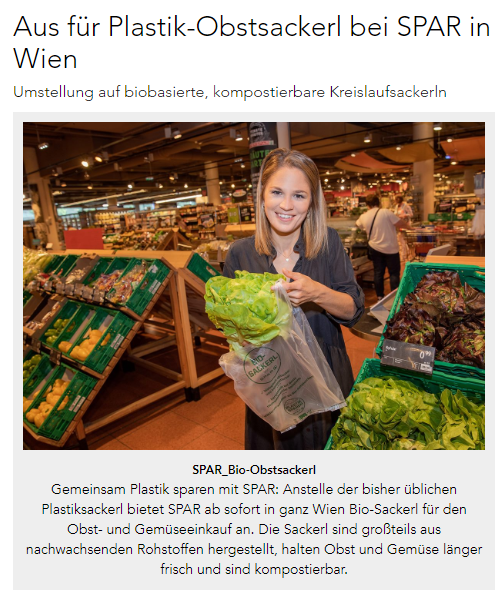 Aus für Plastik-Obstsackerl bei SPAR in
Wien
Umstellung auf biobasierte, kompostierbare Kreislaufsackerln
BIO-
SACKERL
SPAR_Bio-Obstsackerl
Gemeinsam Plastik sparen mit SPAR: Anstelle der bisher üblichen
Plastiksackerl bietet SPAR ab sofort in ganz Wien Bio-Sackerl für den
Obst- und Gemüseeinkauf an. Die Sackerl sind großteils aus
nachwachsenden Rohstoffen hergestellt, halten Obst und Gemüse länger
frisch und sind kompostierbar.